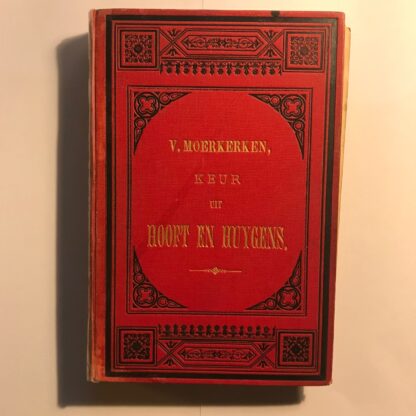 V. MOERKERKEN,
KEUR
UIT
HOOFT EN HUYGENS.